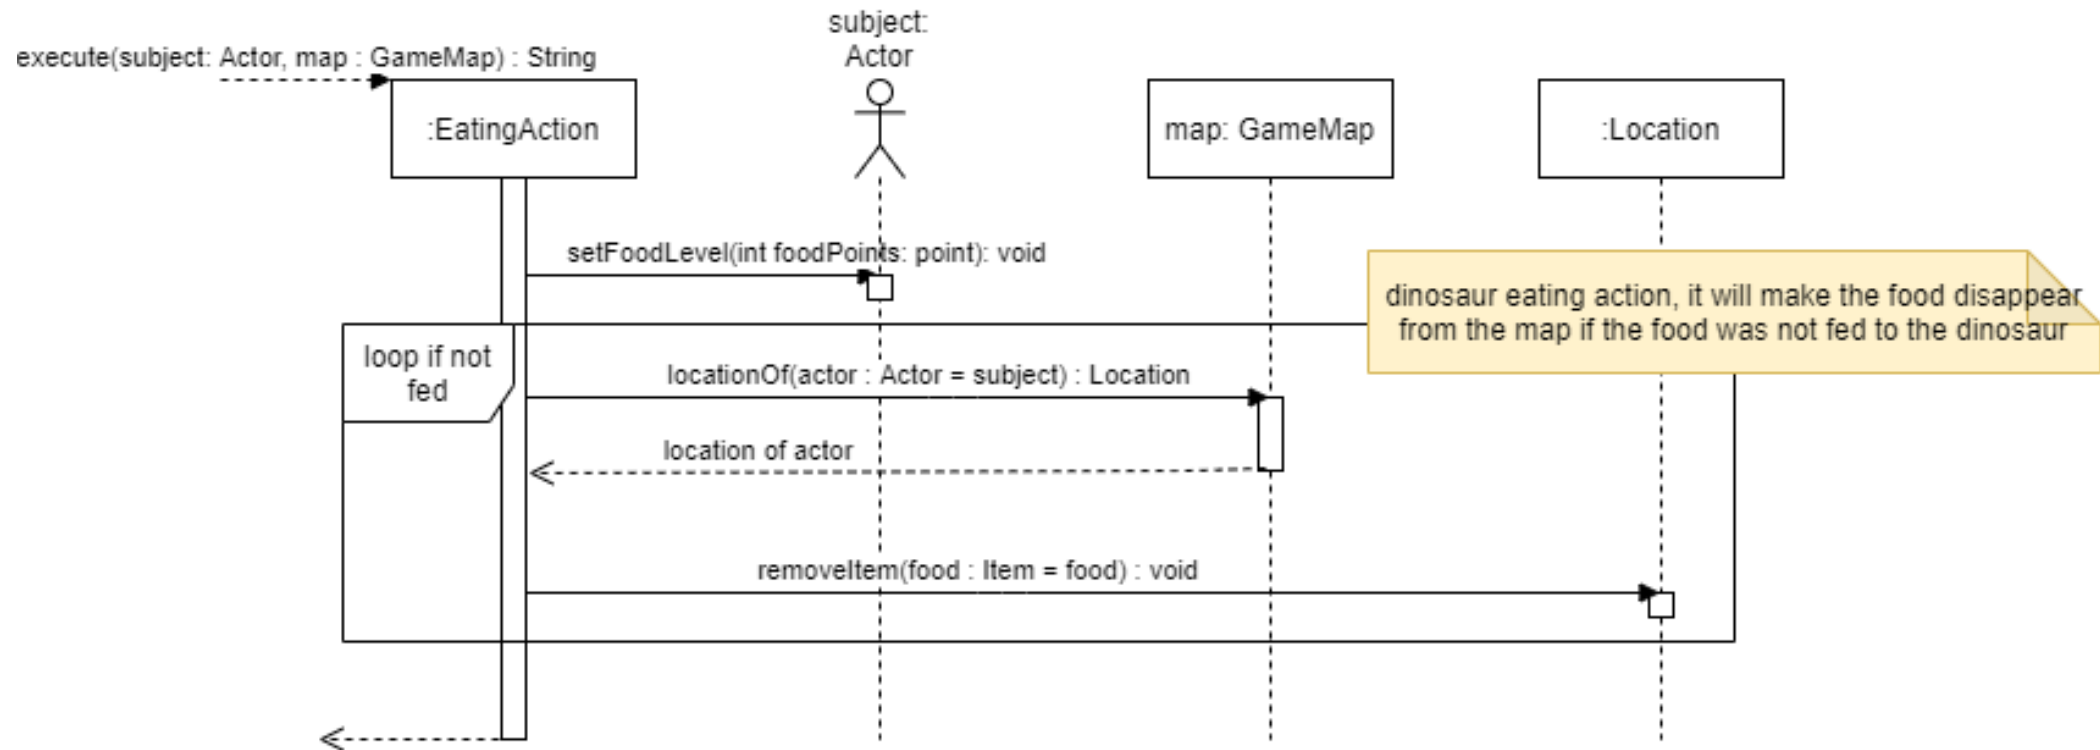 subject:
Actor
execute(subject: Actor, map : GameMap) : String
:EatingAction
map: GameMap
:Location
setFoodLevel(int foodPoints: point): void
dinosaur eating action, it will make the food disappear
from the map if the food was not fed to the dinosaur
loop if not
fed
locationOf(actor : Actor = subject) : Location
location of actor
removeItem(food : Item = food) : void